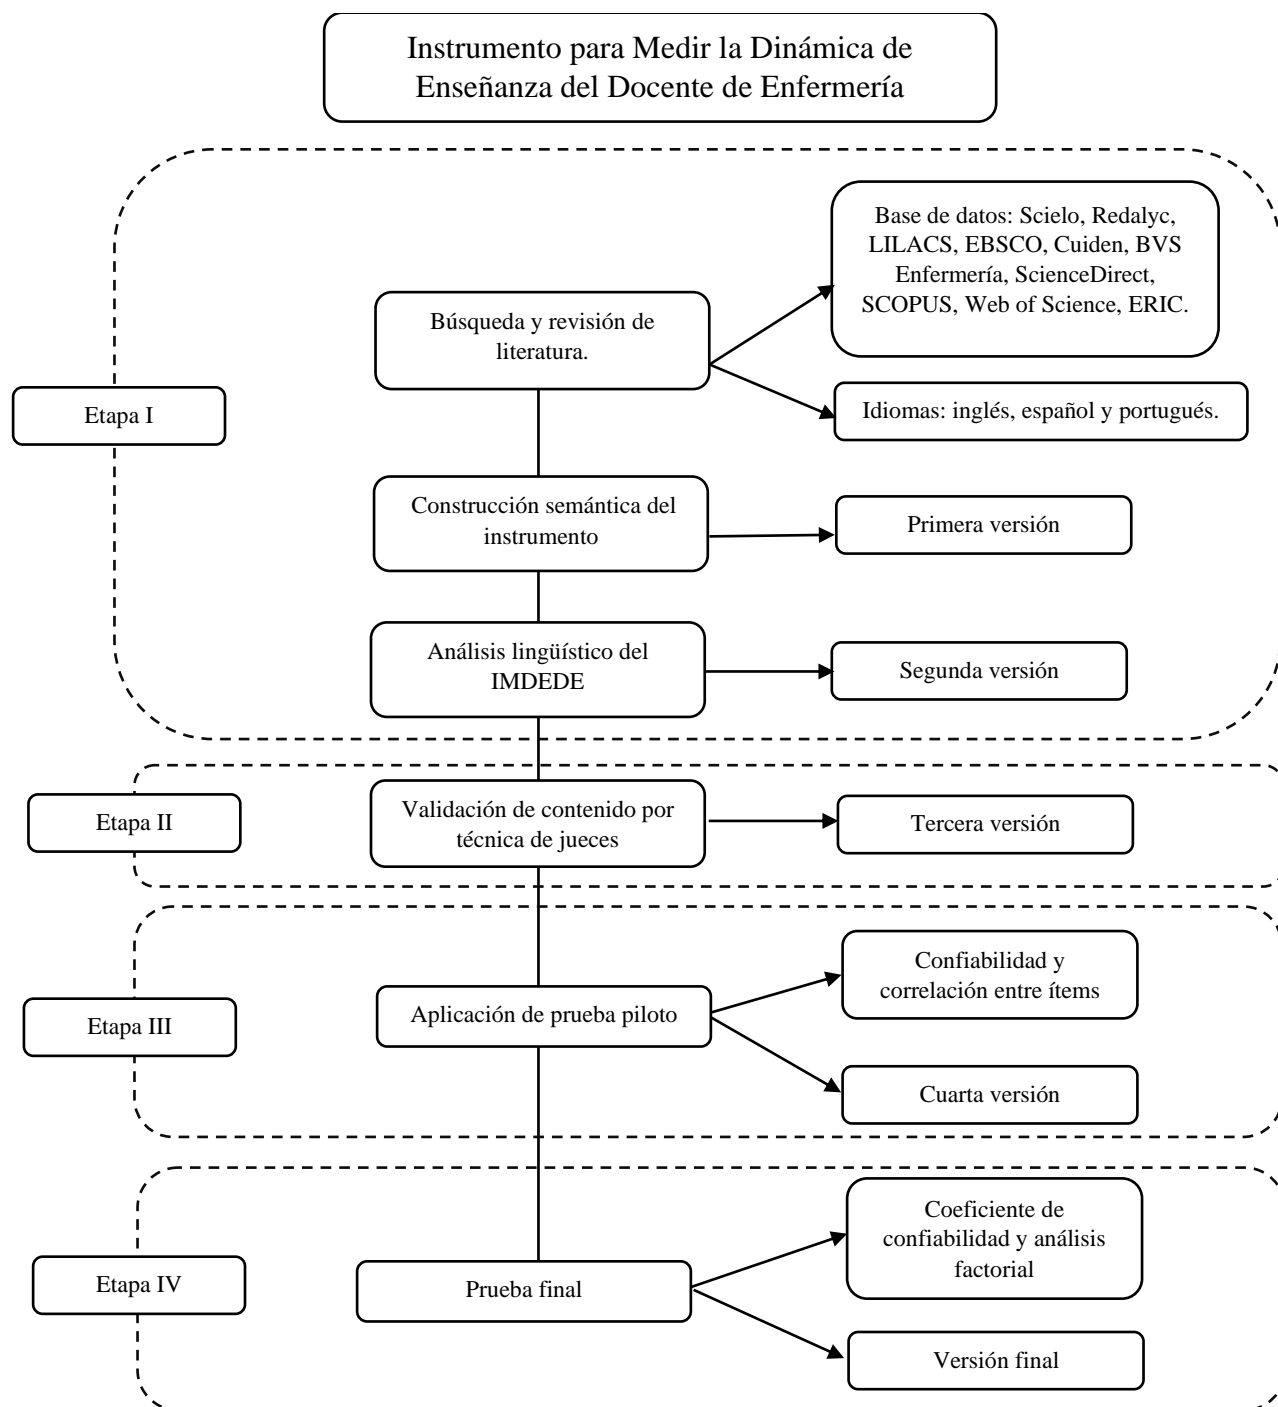 Instrumento para Medir la Dinámica de
Enseñanza del Docente de Enfermería
Etapa I
Búsqueda y revisión de
literatura.
Base de datos: Scielo, Redalyc,
LILACS, EBSCO, Cuiden, BVS
Enfermería, ScienceDirect,
SCOPUS, Web of Science, ERIC.
Idiomas: inglés, español y portugués.
Construcción semántica del
instrumento
Primera versión
Análisis lingüístico del
IMDEDE
Segunda versión
Etapa II
Validación de contenido por
técnica de jueces
Tercera versión
Etapa III
Aplicación de prueba piloto
Confiabilidad y
correlación entre ítems
Cuarta versión
Etapa IV
Prueba final
Coeficiente de
confiabilidad y análisis
factorial
Versión final